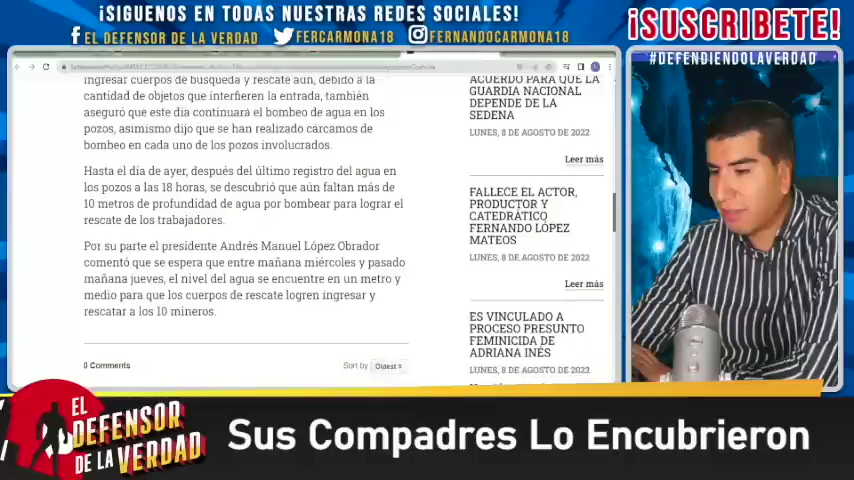 ¡SIGUENOS EN TODAS NUESTRAS REDES SOCIALES!
EL DEFENSOR DE LA VERDAD
FERCARMONA18
FERNANDOCARMONA18
¡SUSCRIBETE!
#DEFENDIENDOLAVERDAD
ingresar cuerpos de búsqueda y rescate aún, debido a la
cantidad de objetos que interfieren la entrada, también
aseguró que este día continuará el bombeo de agua en los
pozos, asimismo dijo que se han realizado cárcamos de
bombeo en cada uno de los pozos involucrados.
Hasta el día de ayer, después del último registro del agua en
los pozos a las 18 horas, se descubrió que aún faltan más de
10 metros de profundidad de agua por bombear para lograr el
rescate de los trabajadores.
Por su parte el presidente Andrés Manuel López Obrador
comentó que se espera que entre mañana miércoles y pasado
mañana jueves, el nivel del agua se encuentre en un metro y
medio para que los cuerpos de rescate logren ingresar y
rescatar a los 10 mineros.
0 Comments
Sort by
Oldest
ACUERDO PARA QUE LA
GUARDIA NACIONAL
DEPENDE DE LA
SEDENA
LUNES, 8 DE AGOSTO DE 2022
Leer más
FALLECE EL ACTOR,
PRODUCTOR Y
CATEDRÁTICO
FERNANDO LÓPEZ
MATEOS
LUNES, 8 DE AGOSTO DE 2022
Leer más
ES VINCULADO A
PROCESO PRESUNTO
FEMINICIDA DE
ADRIANA INÉS
LUNES, 8 DE AGOSTO DE 2022
EL
DEFENSOR
DE LA VERDAD
Sus Compadres Lo Encubrieron